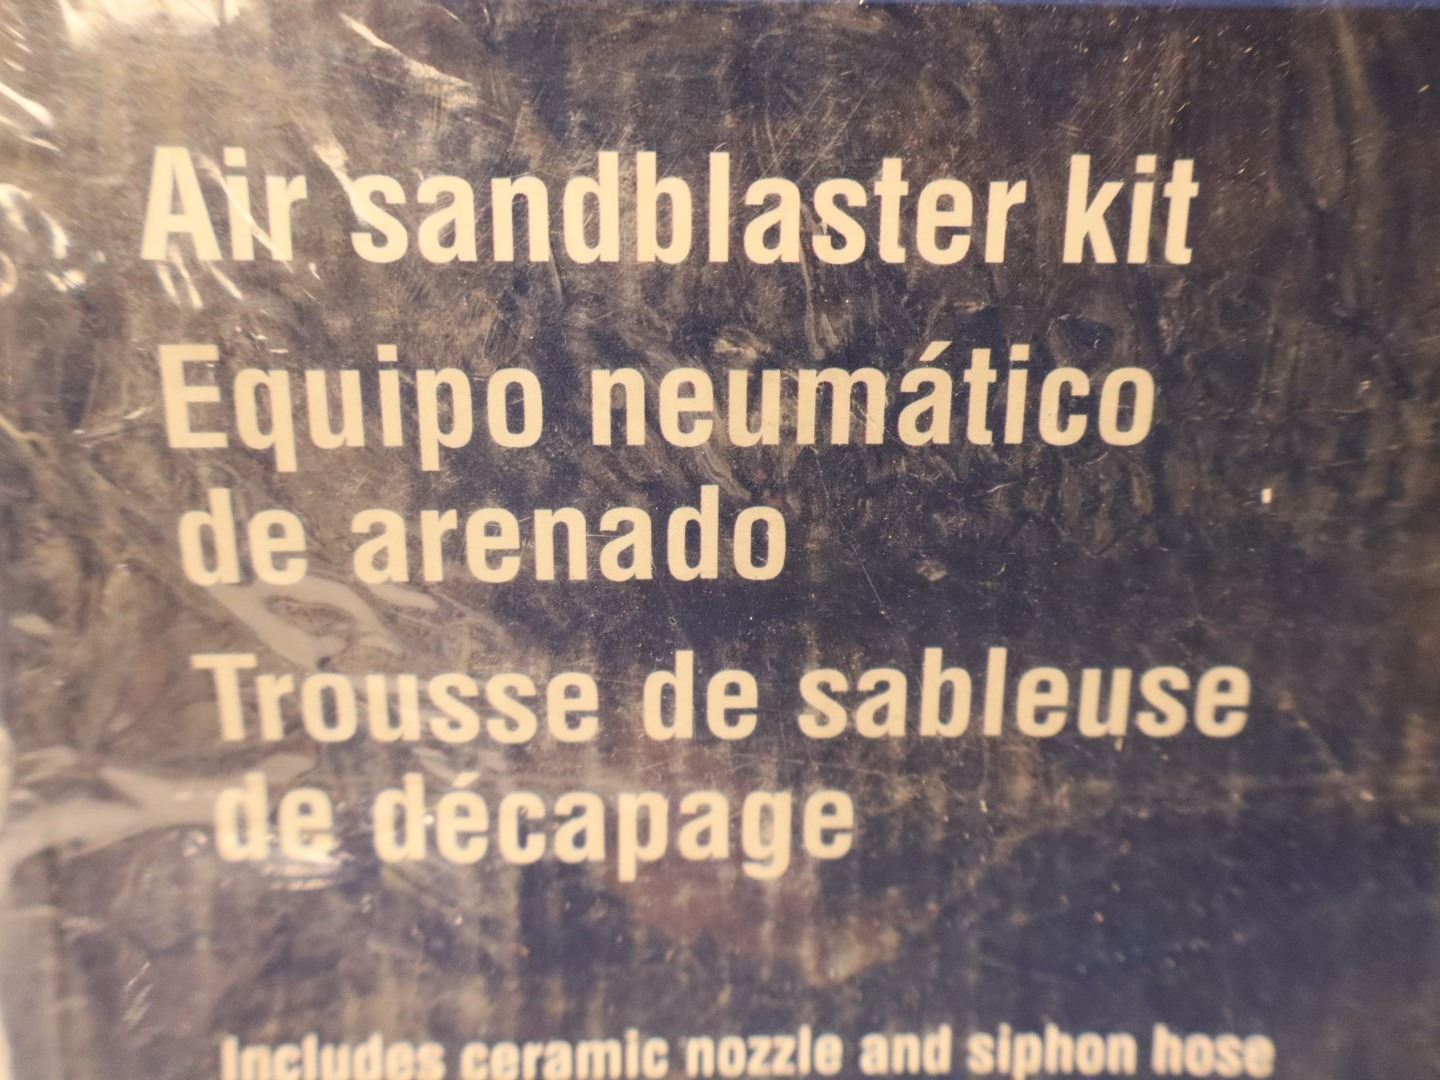 Air sandblaster kit
Equipo neumático
de arenado
Trousse de sableuse
de décapage
Includes ceramic nozzle and siphon hose